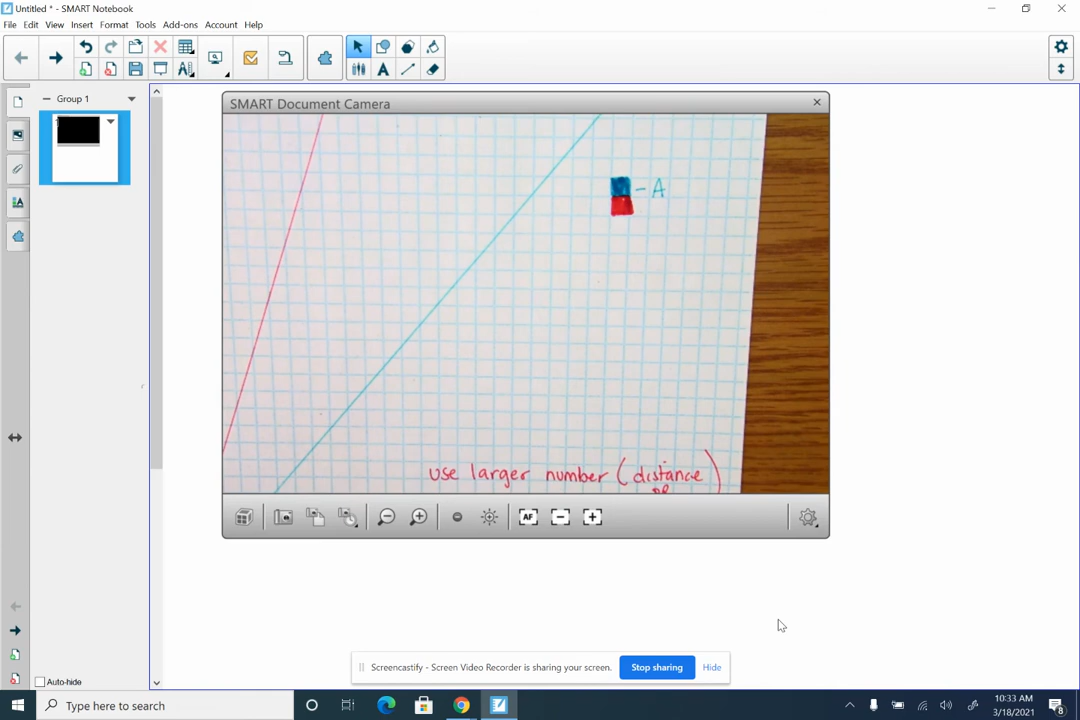 Untitled * - SMART Notebook
File Edit View Insert Format Tools Add-ons Account Help
Group 1
SMART Document Camera
- A
use larger number (distance
AF
Auto-hide
Screencastify - Screen Video Recorder is sharing your screen.
Stop sharing
Hide
Type here to search
10:33 AM
3/18/2021
8